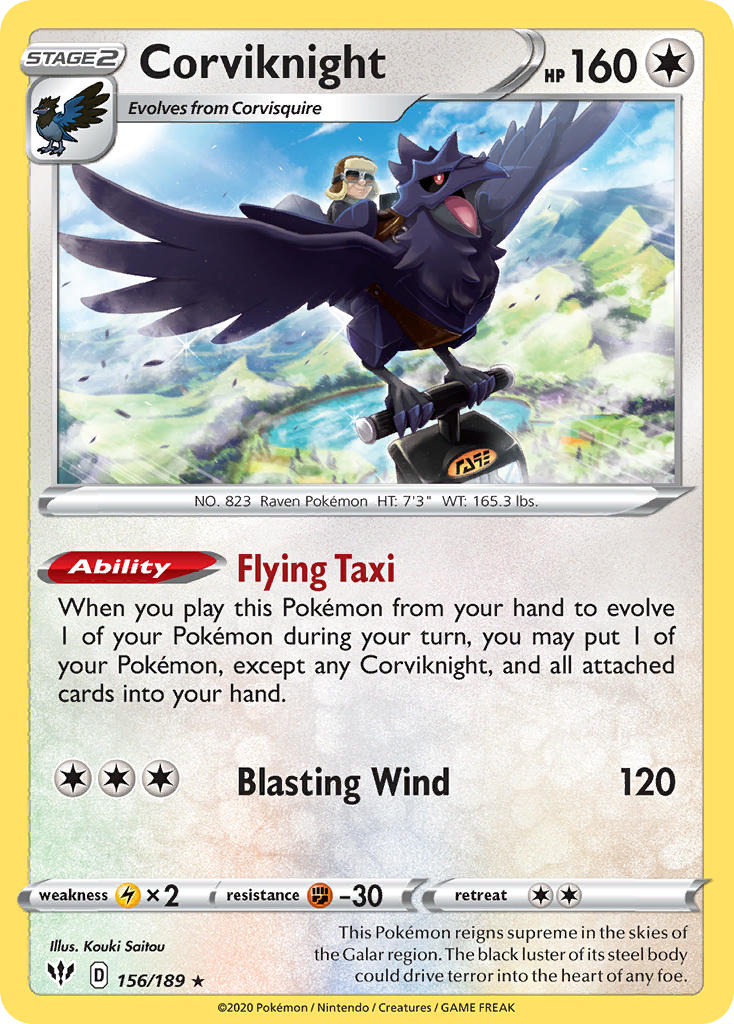 STAGE 2
Corviknight
HP 160
Evolves from Corvisquire
NO. 823 Raven Pokémon HT: 7'3" WT: 165.3 lbs.
Ability Flying Taxi
When you play this Pokémon from your hand to evolve
1 of your Pokémon during your turn, you may put 1 of
your Pokémon, except any Corviknight, and all attached
cards into your hand.
Blasting Wind 120
weakness ×2 resistance -30 retreat
Illus. Kouki Saitou
D 156/189 ★
This Pokémon reigns supreme in the skies of
the Galar region. The black luster of its steel body
could drive terror into the heart of any foe.
©2020 Pokémon / Nintendo / Creatures / GAME FREAK